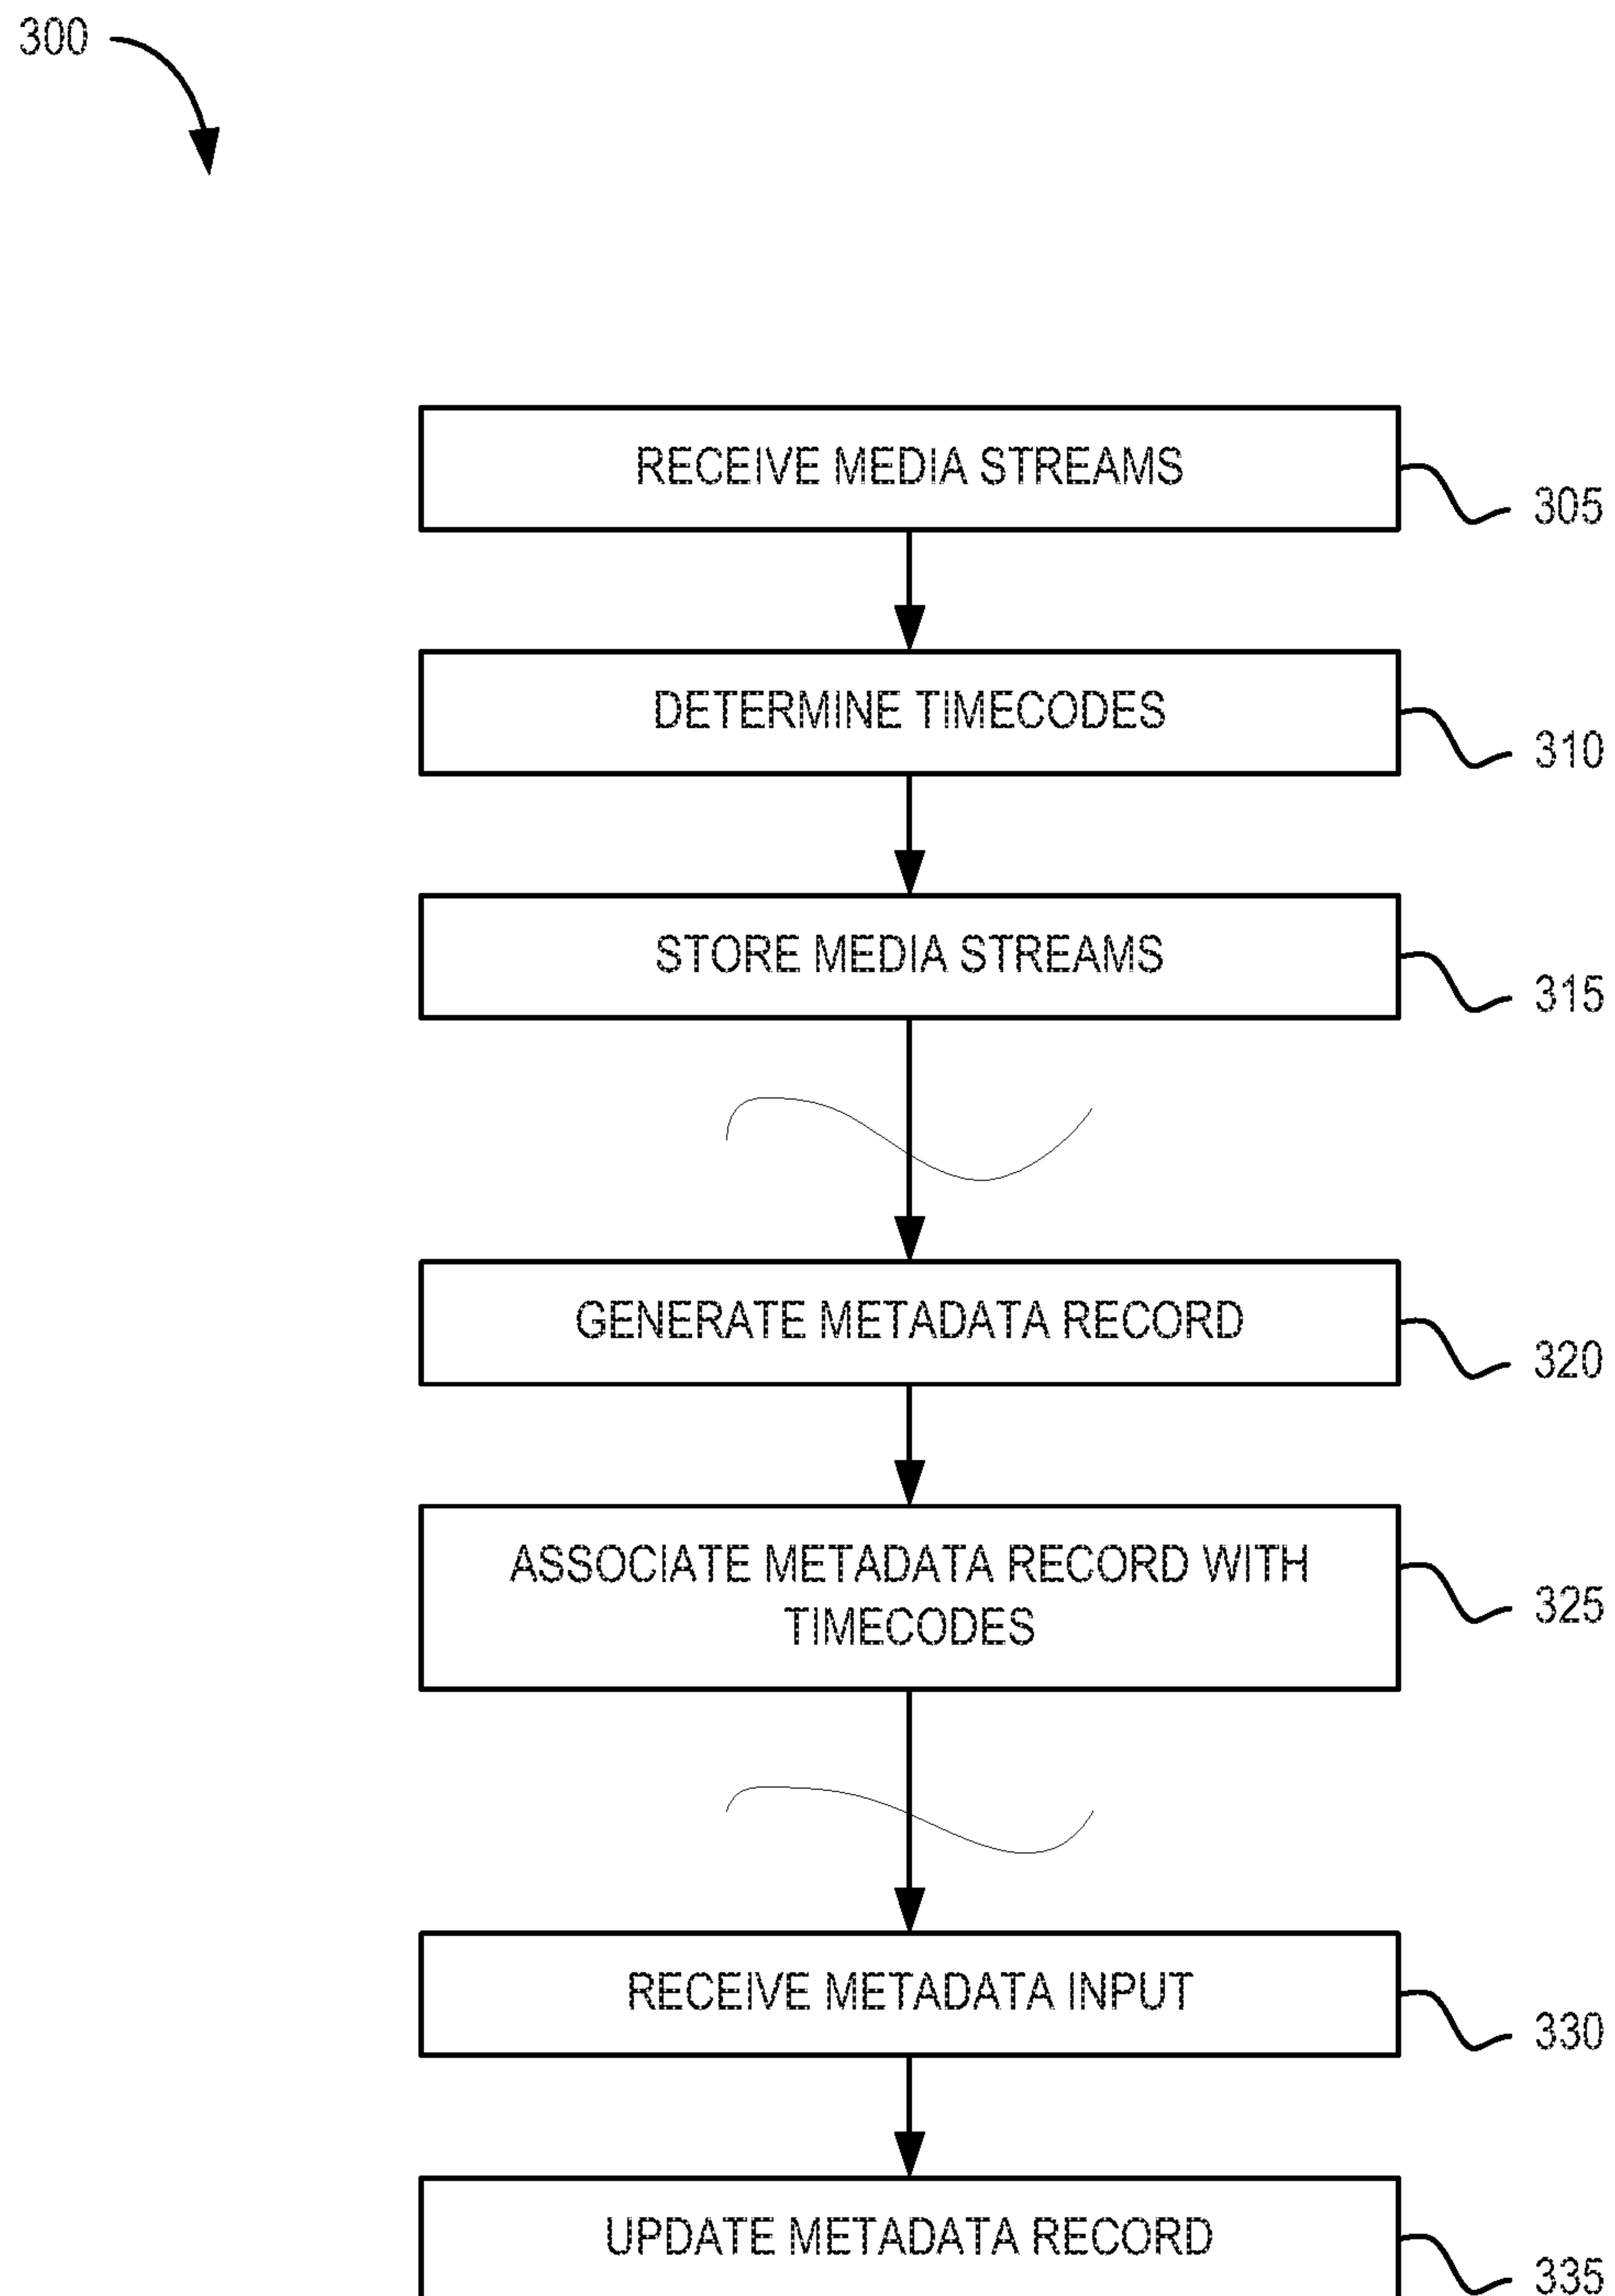 300
RECEIVE MEDIA STREAMS
305
DETERMINE TIMECODES
310
STORE MEDIA STREAMS
315
GENERATE METADATA RECORD
320
ASSOCIATE METADATA RECORD WITH
TIMECODES
325
RECEIVE METADATA INPUT
330
UPDATE METADATA RECORD
335